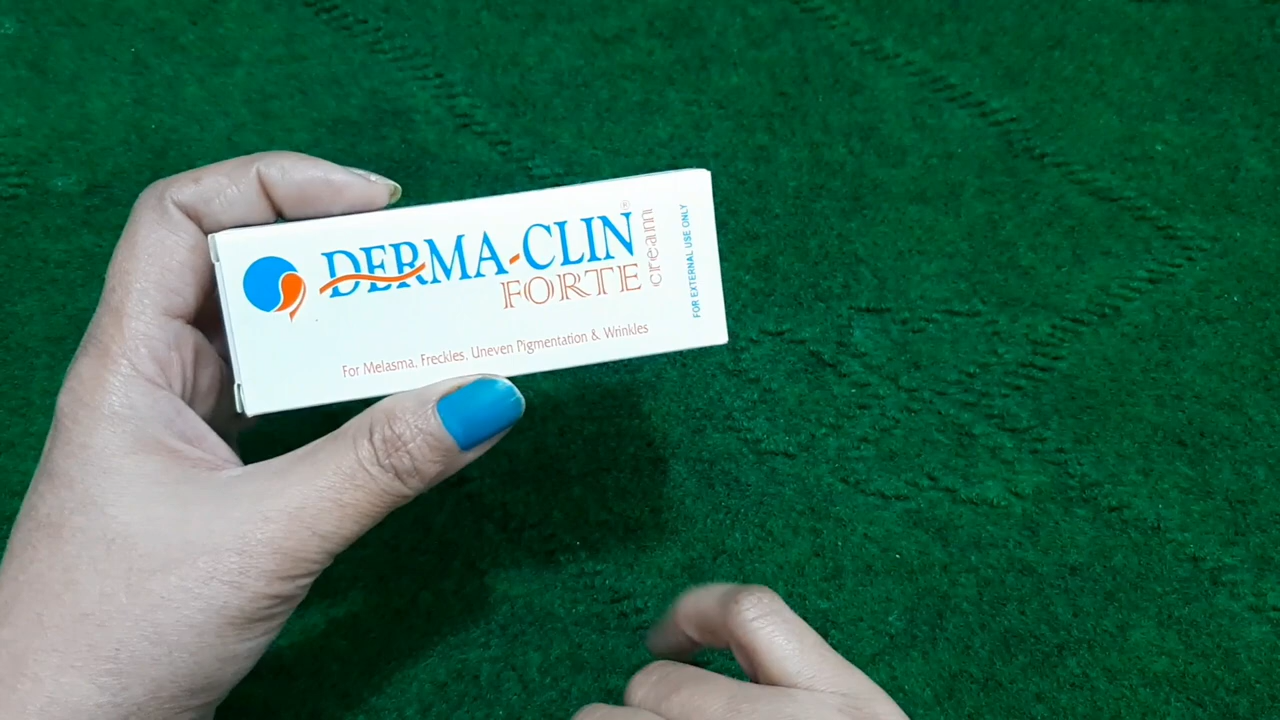 DERMA-CLIN®
FORTE
cream
For Melasma, Freckles, Uneven Pigmentation & Wrinkles
FOR EXTERNAL USE ONLY